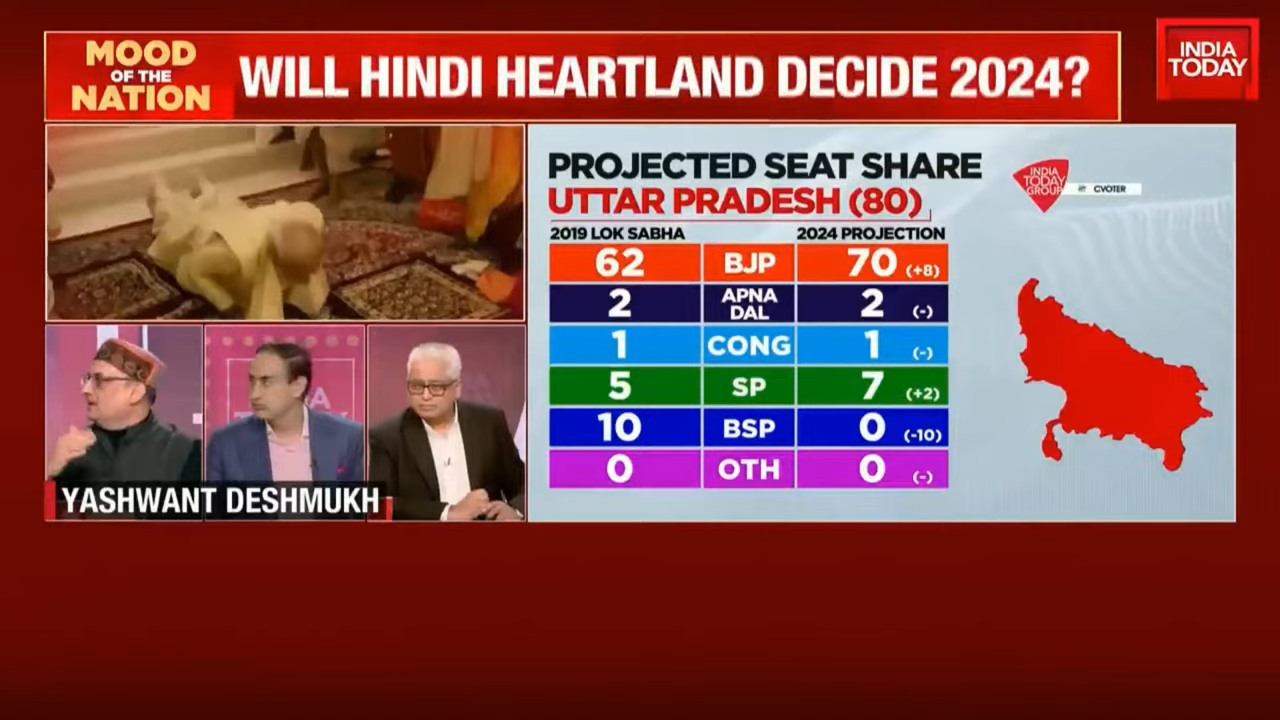 MOOD
OF THE
NATION
WILL HINDI HEARTLAND DECIDE 2024?
INDIA
TODAY
PROJECTED SEAT SHARE
UTTAR PRADESH (80)
INDIA
TODAY
GROUP
CVOTER
2019 LOK SABHA 2024 PROJECTION
62 BJP 70 (+8)
2 APNA DAL 2 (-)
1 CONG 1 (-)
5 SP 7 (+2)
10 BSP 0 (-10)
0 OTH 0 (-)
YASHWANT DESHMUKH